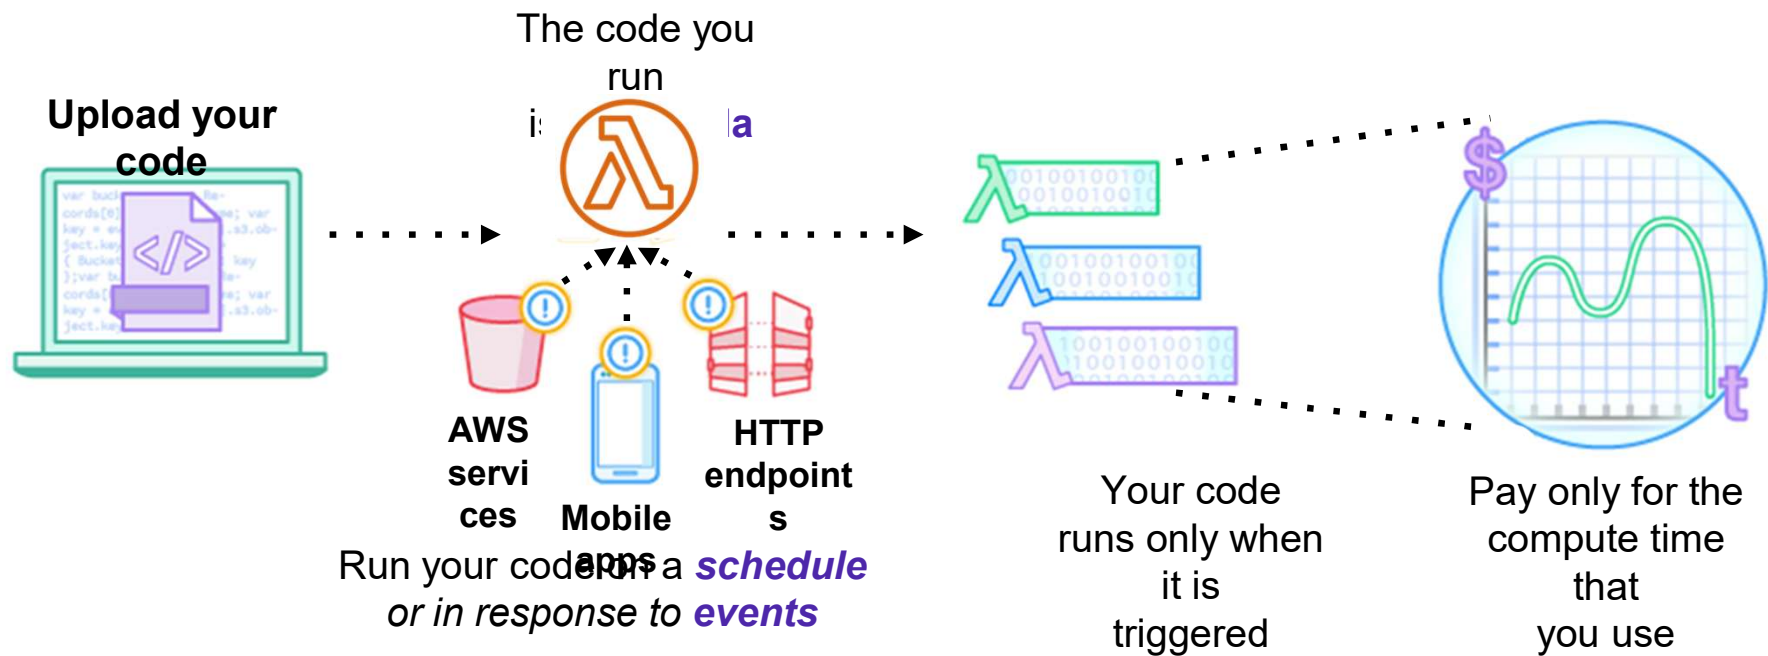 The code you
run
Upload your
code
AWS
servi
ces
Mobile
apps
HTTP
endpoint
s
Run your code on a schedule
or in response to events
Your code
runs only when
it is
triggered
$
t
Pay only for the
compute time
that
you use